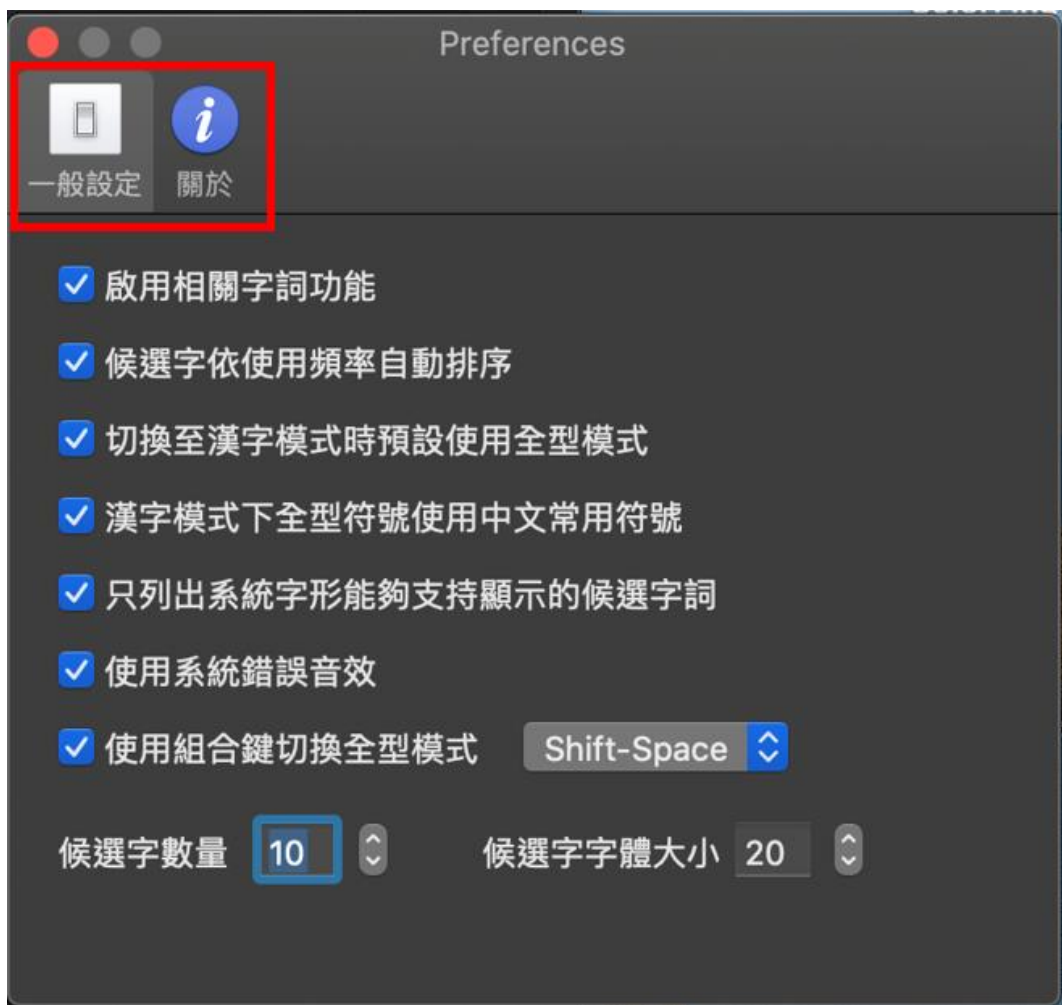 Preferences
一般設定 關於
啟用相關字詞功能
候選字依使用頻率自動排序
切換至漢字模式時預設使用全型模式
漢字模式下全型符號使用中文常用符號
只列出系統字形能夠支持顯示的候選字詞
使用系統錯誤音效
使用組合鍵切換全型模式 Shift-Space
候選字數量 10 候選字字體大小 20